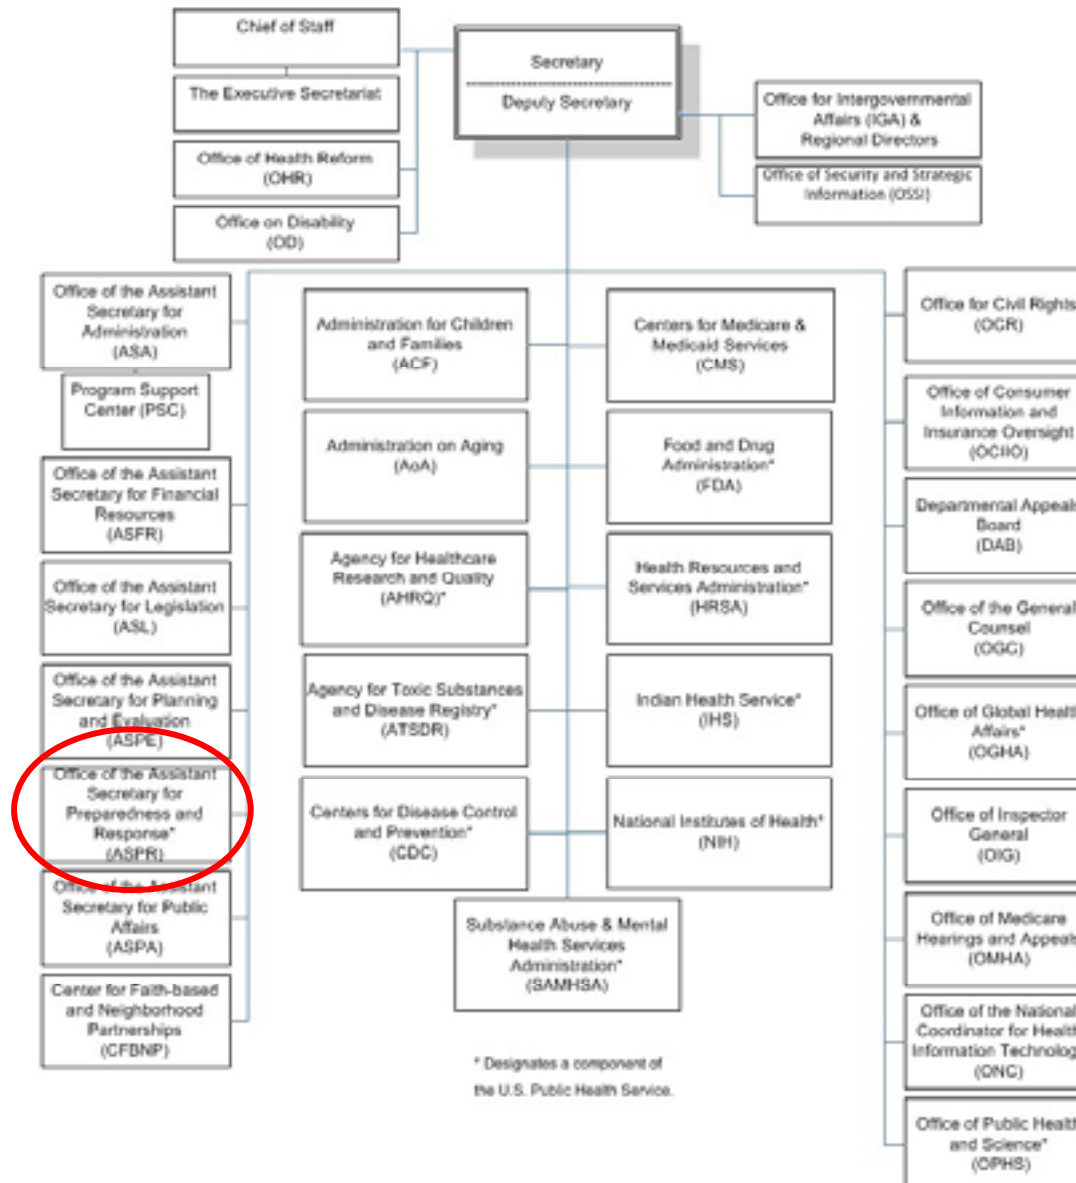 Chief of Staff
The Executive Secretariat
Office of Health Reform
(OHR)
Office on Disability
(OD)
Secretary
Deputy Secretary
Office for Intergovernmental
Affairs (IGA) &
Regional Directors
Office of Security and Strategic
Information (OSSI)
Office of the Assistant
Secretary for
Administration
(ASA)
Program Support
Center (PSC)
Office of the Assistant
Secretary for Financial
Resources
(ASFR)
Office of the Assistant
Secretary for Legislation
(ASL)
Office of the Assistant
Secretary for Planning
and Evaluation
(ASPE)
Office of the Assistant
Secretary for
Preparedness and
Response*
(ASPR)
Office of the Assistant
Secretary for Public
Affairs
(ASPA)
Center for Faith-based
and Neighborhood
Partnerships
(CFBNP)
Administration for Children
and Families
(ACF)
Administration on Aging
(AoA)
Agency for Healthcare
Research and Quality
(AHRQ)*
Agency for Toxic Substances
and Disease Registry*
(ATSDR)
Centers for Disease Control
and Prevention*
(CDC)
Centers for Medicare &
Medicaid Services
(CMS)
Food and Drug
Administration*
(FDA)
Health Resources and
Services Administration*
(HRSA)
Indian Health Service*
(IHS)
National Institutes of Health*
(NIH)
Substance Abuse & Mental
Health Services
Administration*
(SAMHSA)
* Designates a component of
the U.S. Public Health Service.
Office for Civil Rights
(OCR)
Office of Consumer
Information and
Insurance Oversight
(OCIIO)
Departmental Appeals
Board
(DAB)
Office of the General
Counsel
(OGC)
Office of Global Health
Affairs*
(OGHA)
Office of Inspector
General
(OIG)
Office of Medicare
Hearings and Appeals
(OMHA)
Office of the National
Coordinator for Health
Information Technolog
(ONC)
Office of Public Health
and Science*
(OPHS)